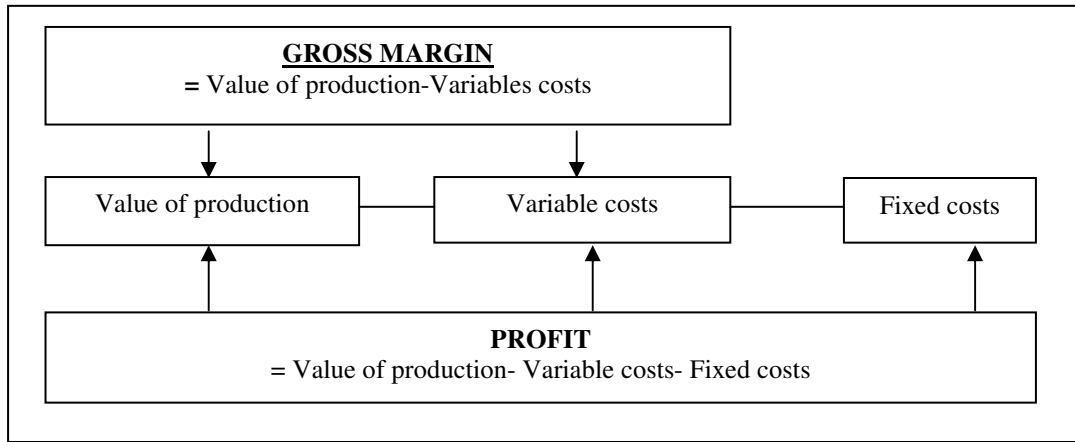 GROSS MARGIN
= Value of production-Variables costs
Value of production
Variable costs
Fixed costs
PROFIT
= Value of production- Variable costs- Fixed costs